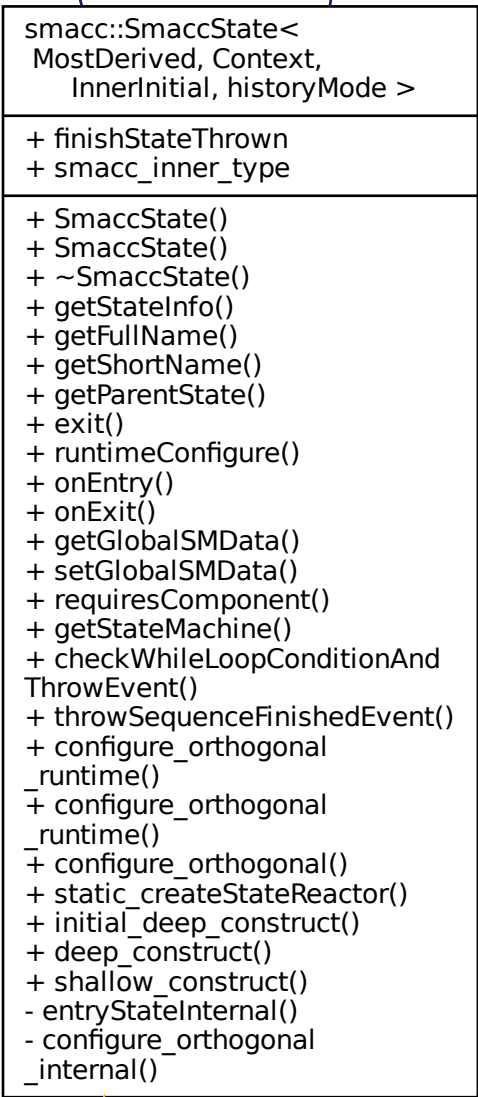 smacc::SmaccState<
MostDerived, Context,
InnerInitial, historyMode >
+ finishStateThrown
+ smacc_inner_type
+ SmaccState()
+ SmaccState()
+ ~SmaccState()
+ getStateInfo()
+ getFullName()
+ getShortName()
+ getParentState()
+ exit()
+ runtimeConfigure()
+ onEntry()
+ onExit()
+ getGlobalSMData()
+ setGlobalSMData()
+ requiresComponent()
+ getStateMachine()
+ checkWhileLoopConditionAnd
ThrowEvent()
+ throwSequenceFinishedEvent()
+ configure_orthogonal
_runtime()
+ configure_orthogonal
_runtime()
+ configure_orthogonal()
+ static_createStateReactor()
+ initial_deep_construct()
+ deep_construct()
+ shallow_construct()
- entryStateInternal()
- configure_orthogonal
_internal()